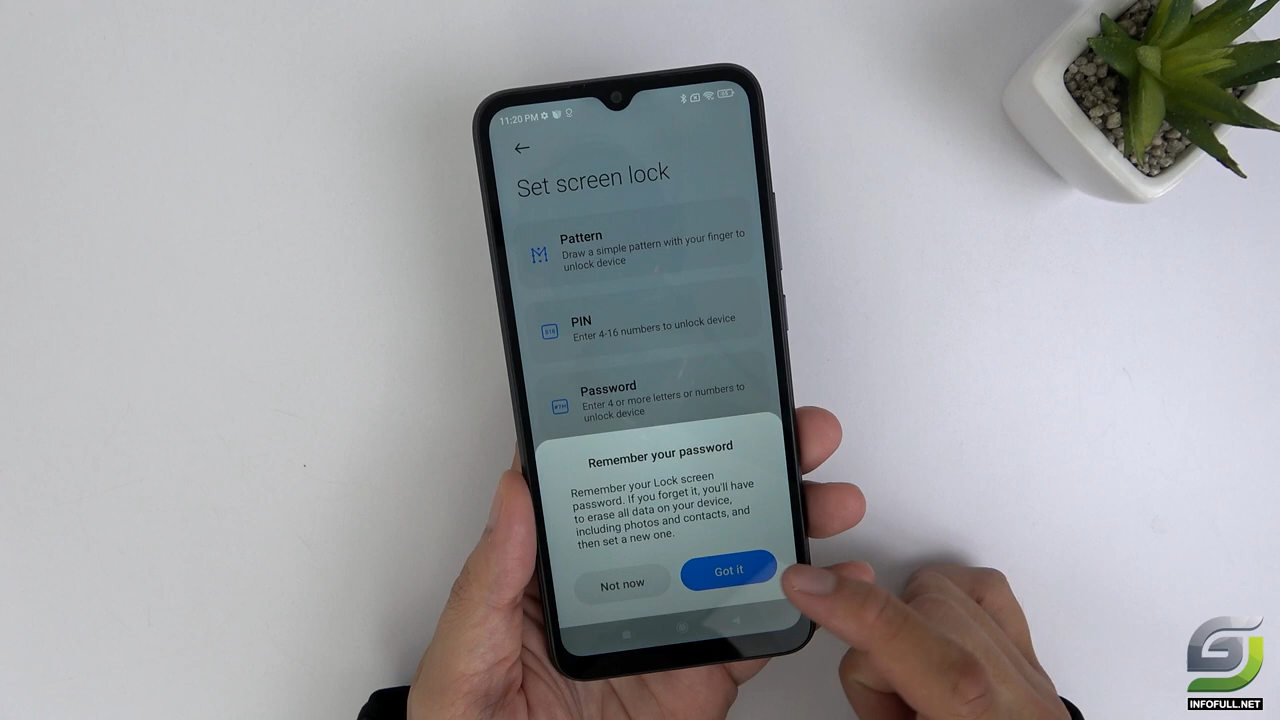 11:20 PM
Set screen lock
Pattern
Draw a simple pattern with your finger to
unlock device
PIN
Enter 4-16 numbers to unlock device
Password
Enter 4 or more letters or numbers to
unlock device
Remember your password
Remember your Lock screen
password. If you forget it, you'll have
to erase all data on your device,
including photos and contacts, and
then set a new one.
Not now
Got it
INFOFULL.NET